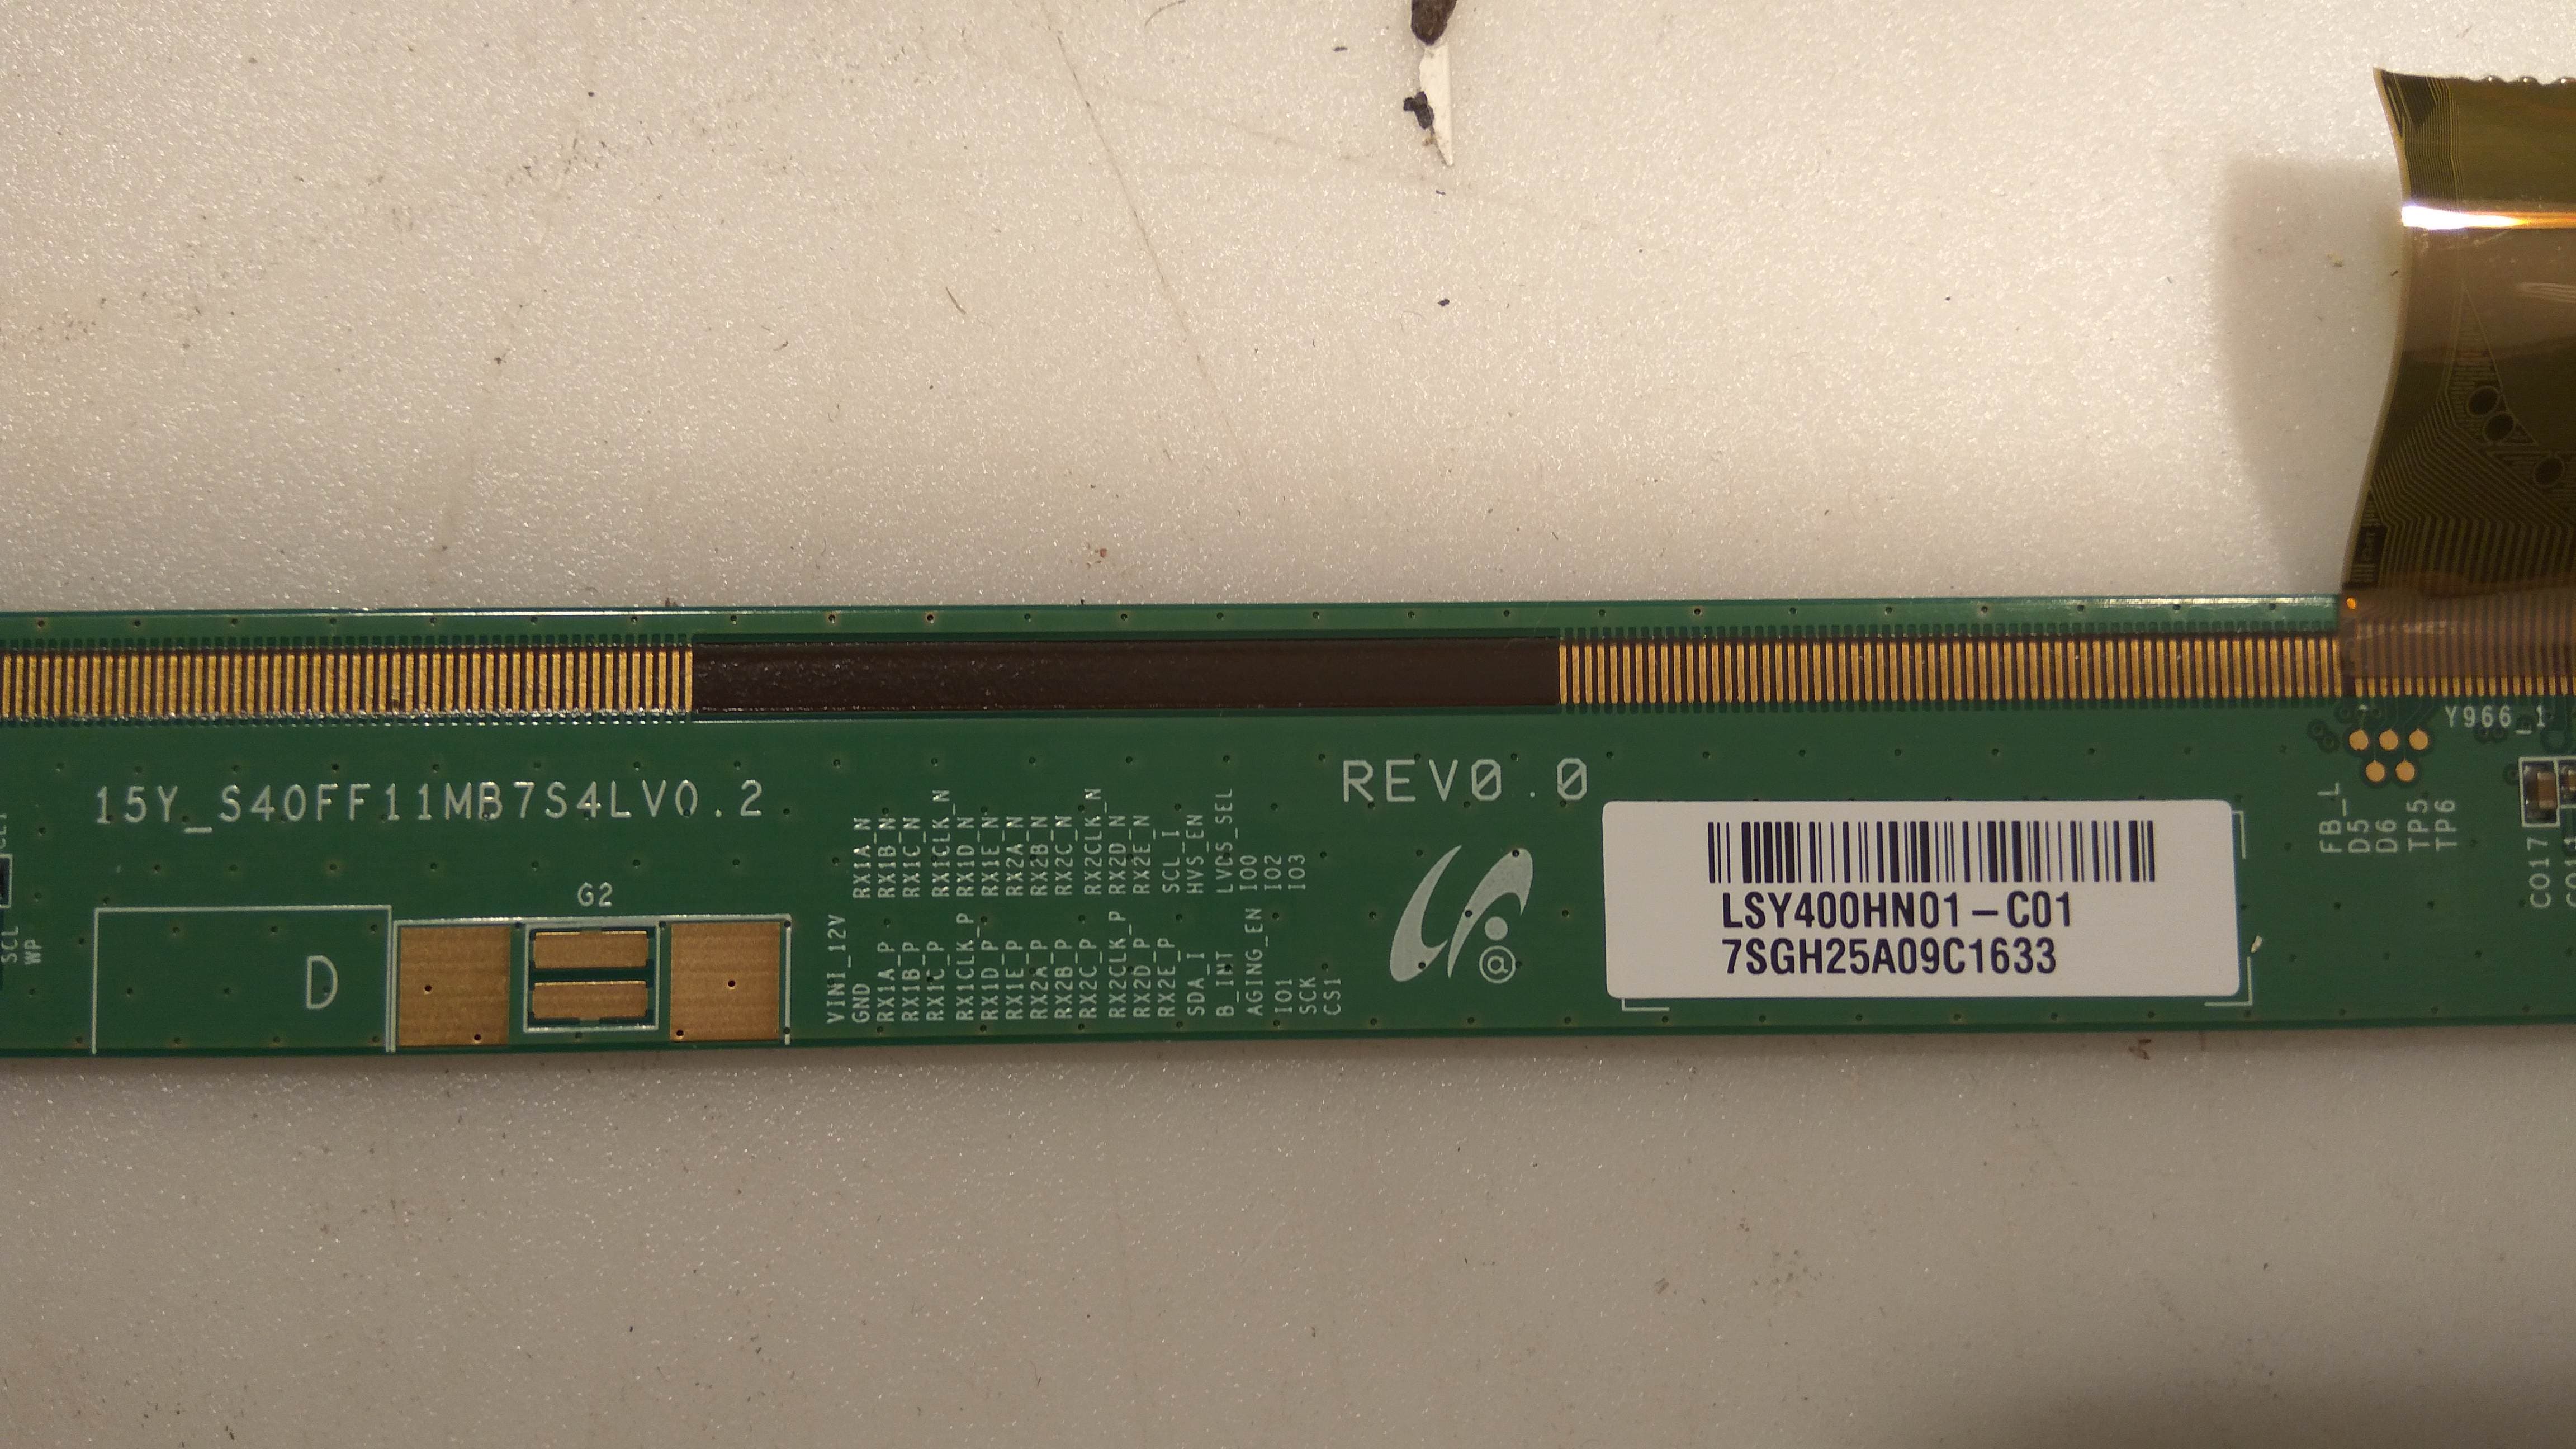 Y966_1
15Y_S40FF11MB7S4LV0.2
REV0.0
G2
D
SCL
WP
RX1A_N
RX1B_N
RX1C_N
RX1CLK_N
RX1D_N
RX1E_N
RX2A_N
RX2B_N
RX2C_N
RX2CLK_N
RX2D_N
RX2E_N
SCL_I
HVS_EN
LVDS_SEL
IO0
IO2
IO3
VINI_12V
GND
RX1A_P
RX1B_P
RX1C_P
RX1CLK_P
RX1D_P
RX1E_P
RX2A_P
RX2B_P
RX2C_P
RX2CLK_P
RX2D_P
RX2E_P
SDA_I
B_INT
AGING_EN
IO1
SCK
CS1
@
LSY400HN01-C01
7SGH25A09C1633
FB_L
D5
D6
TP5
TP6
CO17